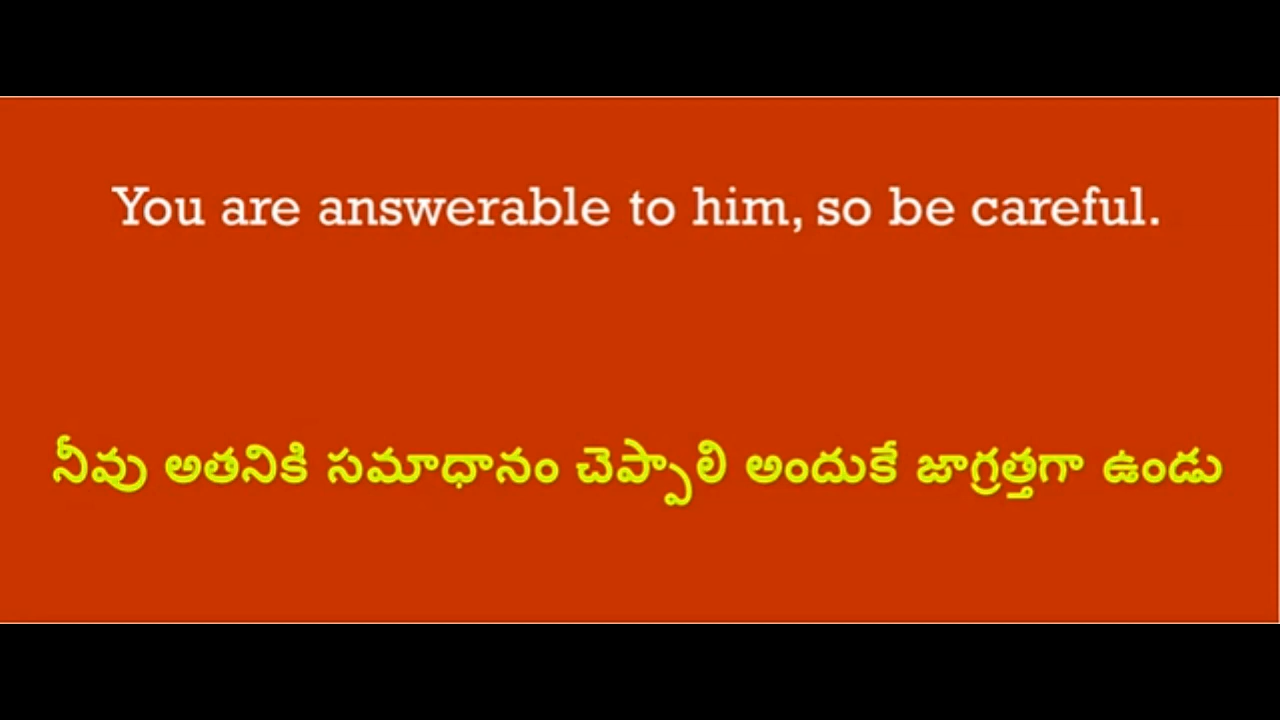 You are answerable to him, so be careful.
నీవు అతనికి సమాధానం చెప్పాలి అందుకే జాగ్రత్తగా ఉండు